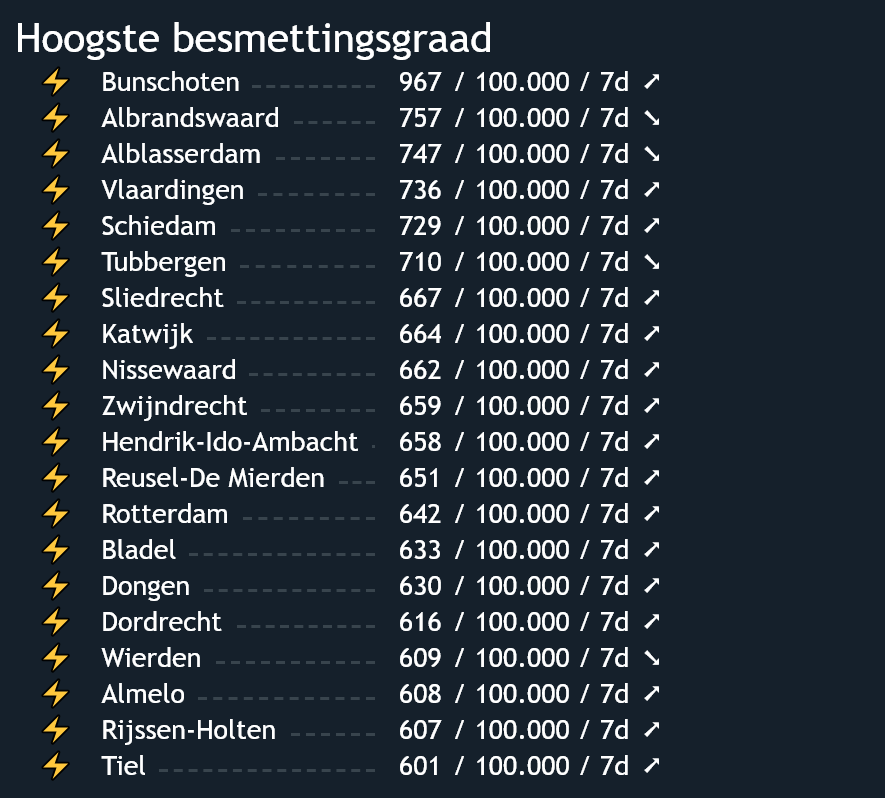 Hoogste besmettingsgraad
⚡ Bunschoten 967 / 100.000 / 7d ↗
⚡ Albrandswaard 757 / 100.000 / 7d ↘
⚡ Alblasserdam 747 / 100.000 / 7d ↘
⚡ Vlaardingen 736 / 100.000 / 7d ↗
⚡ Schiedam 729 / 100.000 / 7d ↗
⚡ Tubbergen 710 / 100.000 / 7d ↘
⚡ Sliedrecht 667 / 100.000 / 7d ↗
⚡ Katwijk 664 / 100.000 / 7d ↗
⚡ Nissewaard 662 / 100.000 / 7d ↗
⚡ Zwijndrecht 659 / 100.000 / 7d ↗
⚡ Hendrik-Ido-Ambacht 658 / 100.000 / 7d ↗
⚡ Reusel-De Mierden 651 / 100.000 / 7d ↗
⚡ Rotterdam 642 / 100.000 / 7d ↗
⚡ Bladel 633 / 100.000 / 7d ↗
⚡ Dongen 630 / 100.000 / 7d ↗
⚡ Dordrecht 616 / 100.000 / 7d ↗
⚡ Wierden 609 / 100.000 / 7d ↘
⚡ Almelo 608 / 100.000 / 7d ↗
⚡ Rijssen-Holten 607 / 100.000 / 7d ↗
⚡ Tiel 601 / 100.000 / 7d ↗